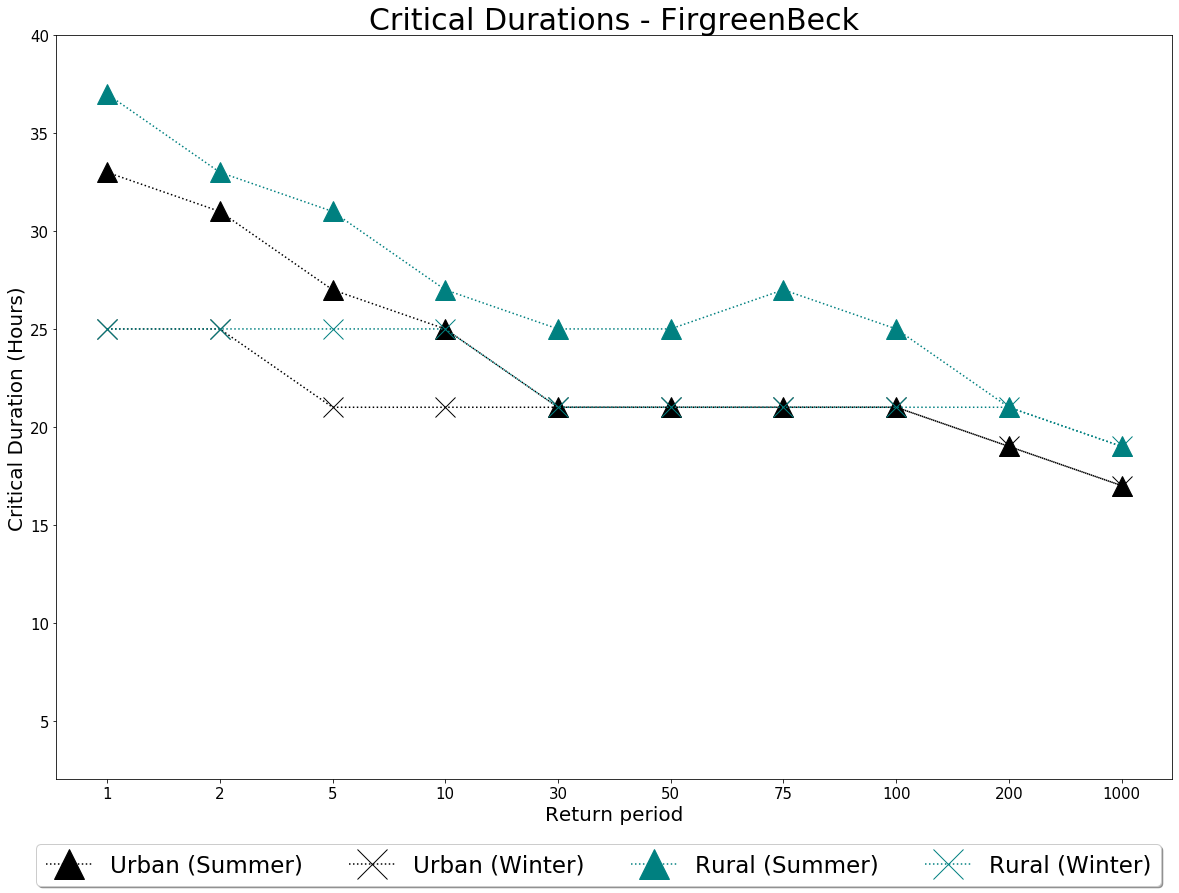 Critical Durations - FirgreenBeck
Critical Duration (Hours)
40
35
30
25
20
15
10
5
1 2 5 10 30 50 75 100 200 1000
Return period
Urban (Summer) Urban (Winter) Rural (Summer) Rural (Winter)